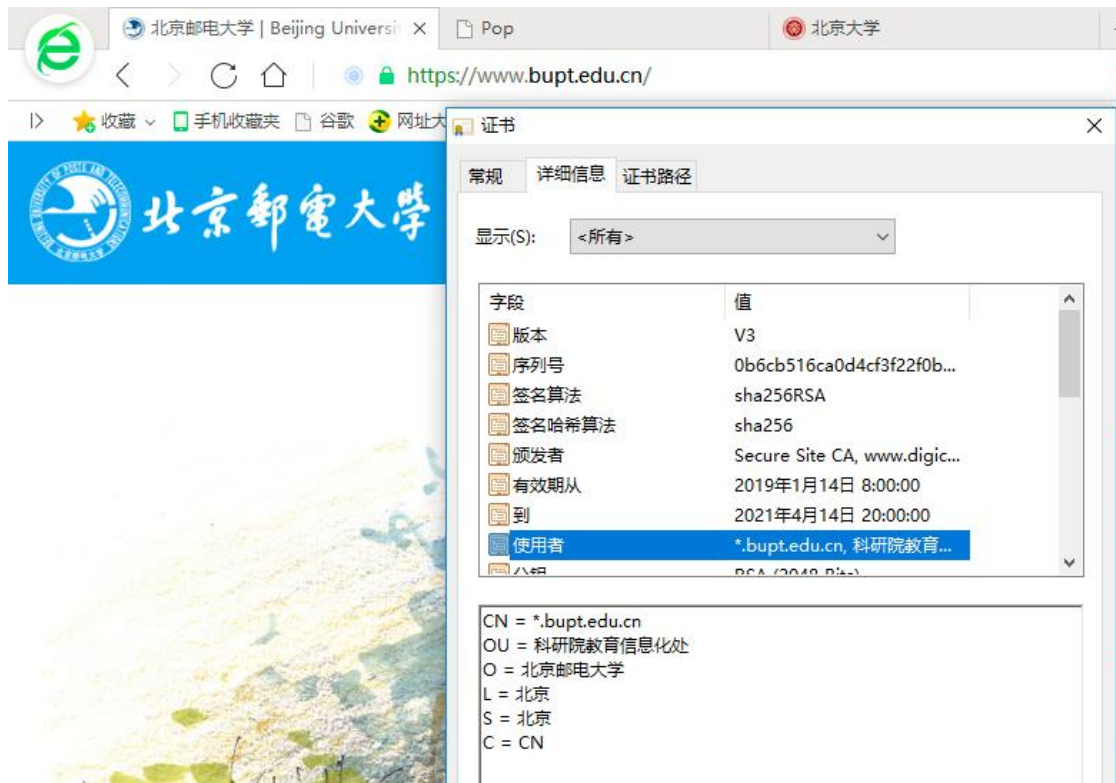 北京邮电大学 | Beijing Universi
Pop
北京大学
https://www.bupt.edu.cn/
收藏 手机收藏夹 谷歌 网址大
证书
北京郵電大學
常规 详细信息 证书路径
显示(S): <所有>
字段 值
版本 V3
序列号 0b6cb516ca0d4cf3f22f0b...
签名算法 sha256RSA
签名哈希算法 sha256
颁发者 Secure Site CA, www.digic...
有效期从 2019年1月14日 8:00:00
到 2021年4月14日 20:00:00
使用者 *.bupt.edu.cn, 科研院教育...
公钥 RSA (2048 Bits)
CN = *.bupt.edu.cn
OU = 科研院教育信息化处
O = 北京邮电大学
L = 北京
S = 北京
C = CN